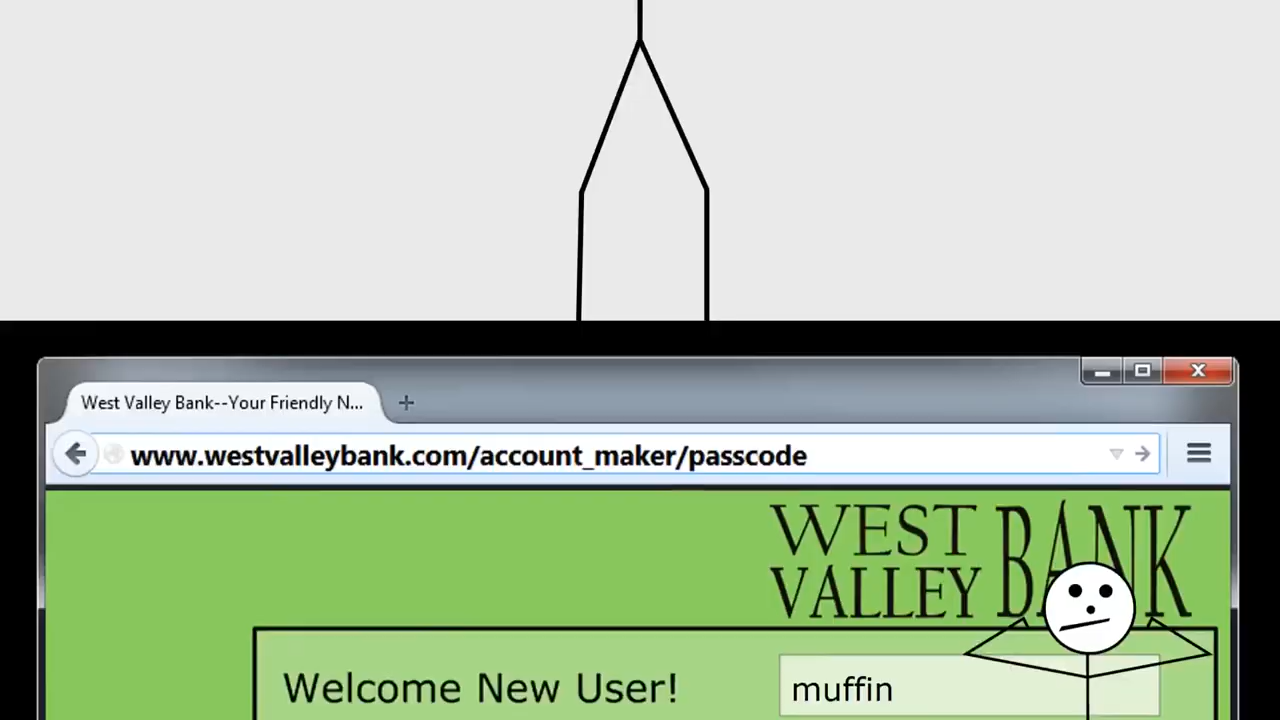 West Valley Bank--Your Friendly N...
www.westvalleybank.com/account_maker/passcode
WEST
VALLEY BANK
Welcome New User!
muffin